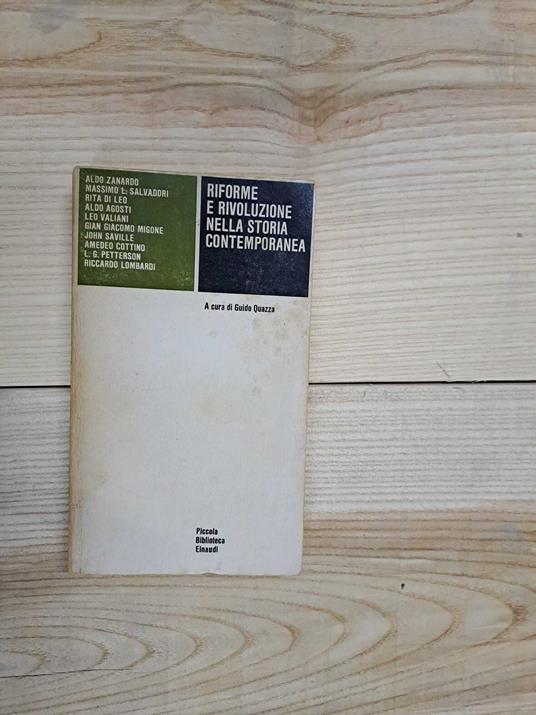 ALDO ZANARDO
MASSIMO L. SALVADORI
RITA DI LEO
ALDO AGOSTI
LEO VALIANI
GIAN GIACOMO MIGONE
JOHN SAVILLE
AMEDEO COTTINO
L. G. PETTERSON
RICCARDO LOMBARDI
RIFORME
E RIVOLUZIONE
NELLA STORIA
CONTEMPORANEA
A cura di Guido Quazza
Piccola
Biblioteca
Einaudi